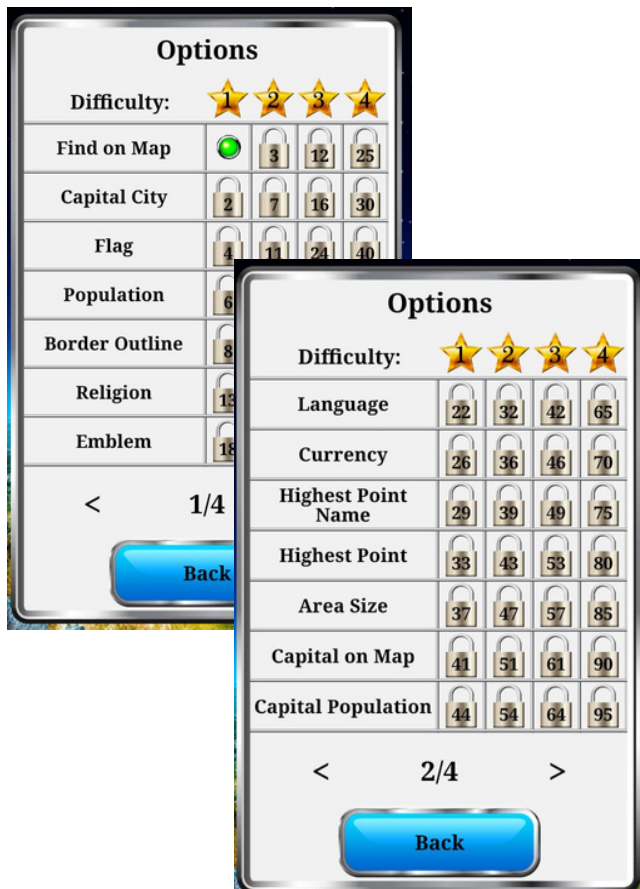 Options
Difficulty: 1 2 3 4
Find on Map 3 12 25
Capital City 2 7 16 30
Flag 4 11 24 40
Population 6
Border Outline 8
Religion 13
Emblem 18
< 1/4
Back
Options
Difficulty: 1 2 3 4
Language 22 32 42 65
Currency 26 36 46 70
Highest Point
Name 29 39 49 75
Highest Point 33 43 53 80
Area Size 37 47 57 85
Capital on Map 41 51 61 90
Capital Population 44 54 64 95
< 2/4 >
Back